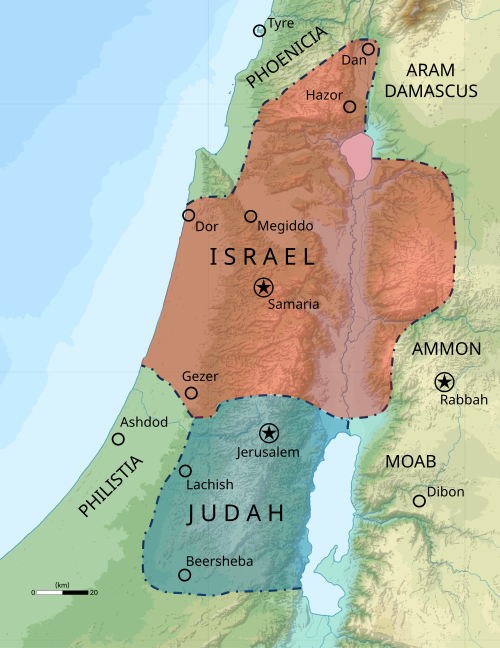 Tyre
PHOENICIA
Dan
ARAM
DAMASCUS
Hazor
Dor
Megiddo
ISRAEL
Samaria
AMMON
Gezer
Rabbah
Ashdod
Jerusalem
MOAB
PHILISTIA
Lachish
Dibon
JUDAH
Beersheba
(km)
0 20